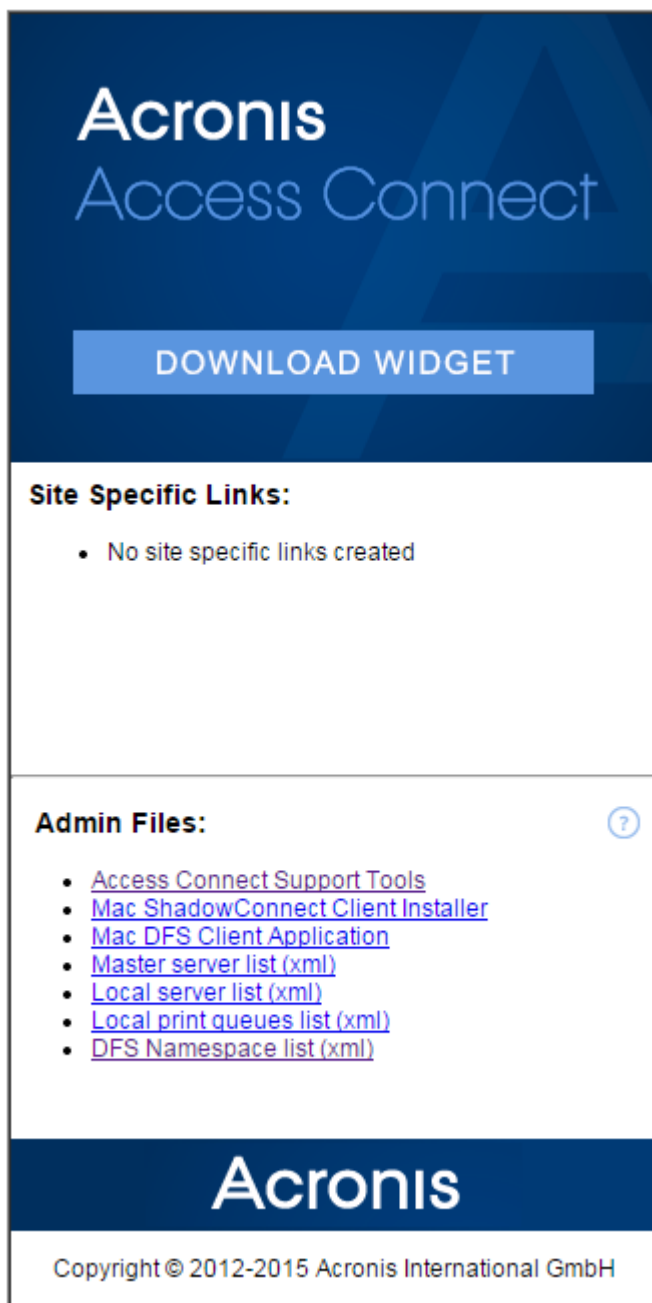 Acronis
Access Connect
DOWNLOAD WIDGET
Site Specific Links:
• No site specific links created
Admin Files:
?
• Access Connect Support Tools
• Mac ShadowConnect Client Installer
• Mac DFS Client Application
• Master server list (xml)
• Local server list (xml)
• Local print queues list (xml)
• DFS Namespace list (xml)
Acronis
Copyright © 2012-2015 Acronis International GmbH